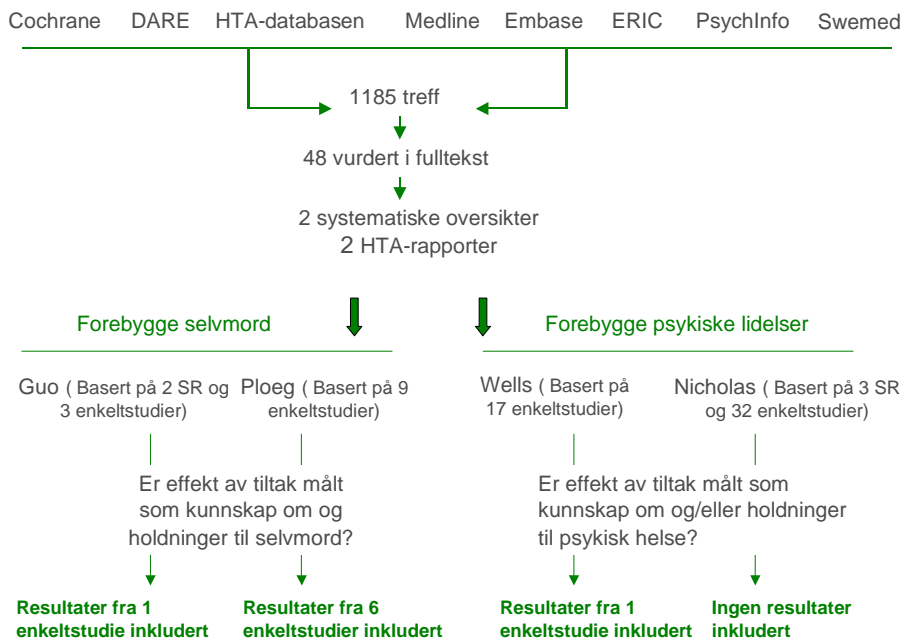 Cochrane DARE HTA-databasen Medline Embase ERIC PsychInfo Swemed
1185 treff
48 vurdert i fulltekst
2 systematiske oversikter
2 HTA-rapporter
Forebygge selvmord
Forebygge psykiske lidelser
Guo ( Basert på 2 SR og
3 enkeltstudier)
Ploeg ( Basert på 9
enkeltstudier)
Wells ( Basert på
17 enkeltstudier)
Nicholas ( Basert på 3 SR
og 32 enkeltstudier)
Er effekt av tiltak målt
som kunnskap om og
holdninger til selvmord?
Er effekt av tiltak målt som
kunnskap om og/eller holdninger
til psykisk helse?
Resultater fra 1
enkeltstudie inkludert
Resultater fra 6
enkeltstudier inkludert
Resultater fra 1
enkeltstudie inkludert
Ingen resultater
inkludert